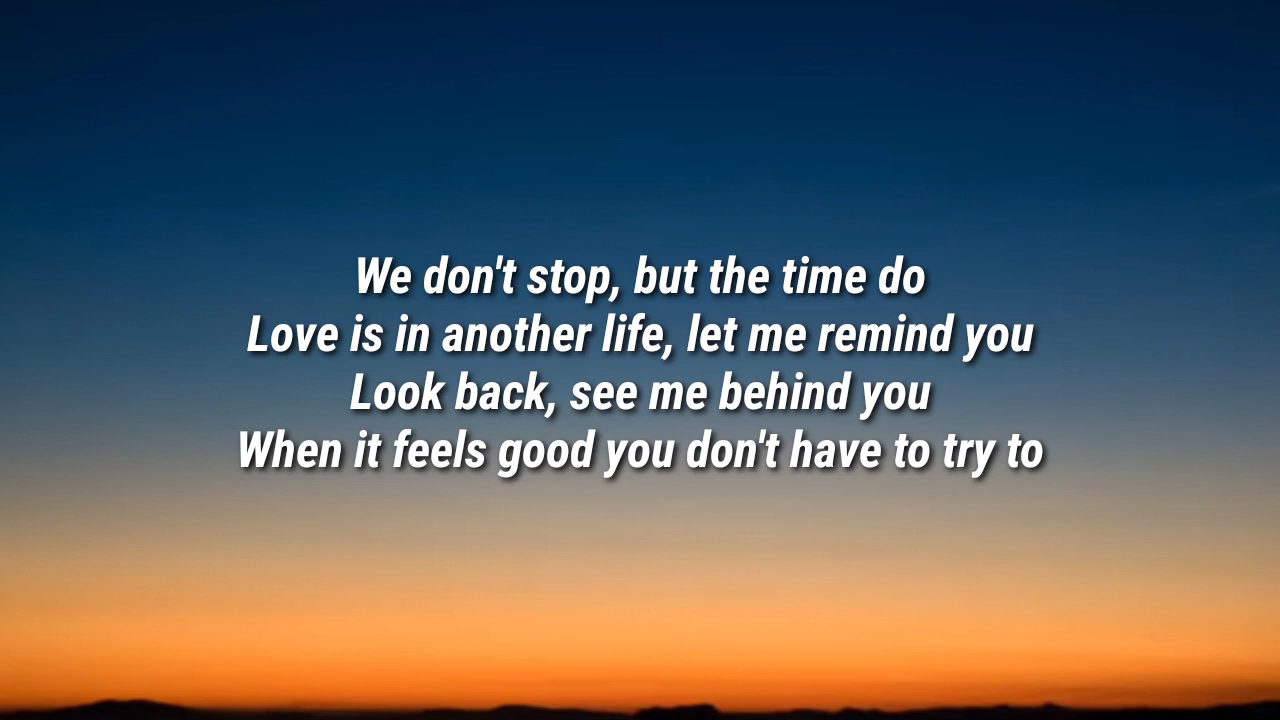 We don't stop, but the time do
Love is in another life, let me remind you
Look back, see me behind you
When it feels good you don't have to try to